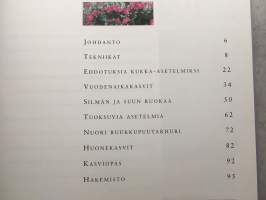 Johdanto 6
Tekniikat 8
Ehdotuksia kukka-asetelmiksi 22
Vuodenaikakasvit 34
Silmän ja suun ruokaa 50
Tuoksuvia asetelmia 62
Nuori ruukkupuutarhuri 72
Huonekasvit 82
Kasviopas 92
Hakemisto 95